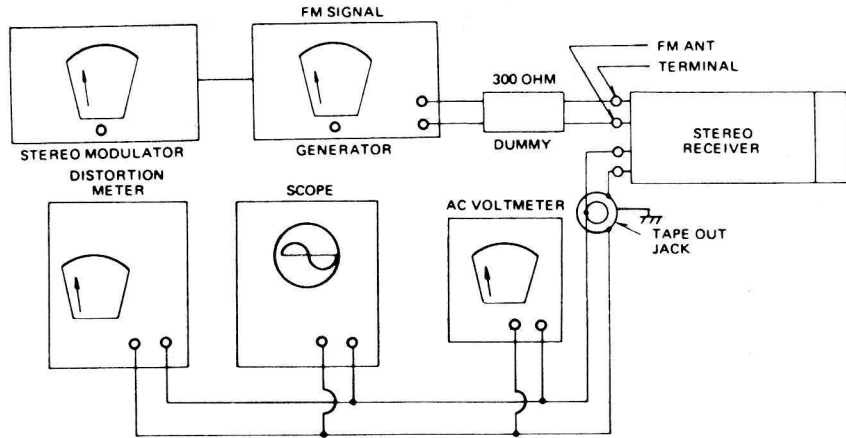 FM SIGNAL
FM ANT
TERMINAL
300 OHM
STEREO
RECEIVER
STEREO MODULATOR
GENERATOR
DUMMY
DISTORTION
METER
SCOPE
AC VOLTMETER
TAPE OUT
JACK